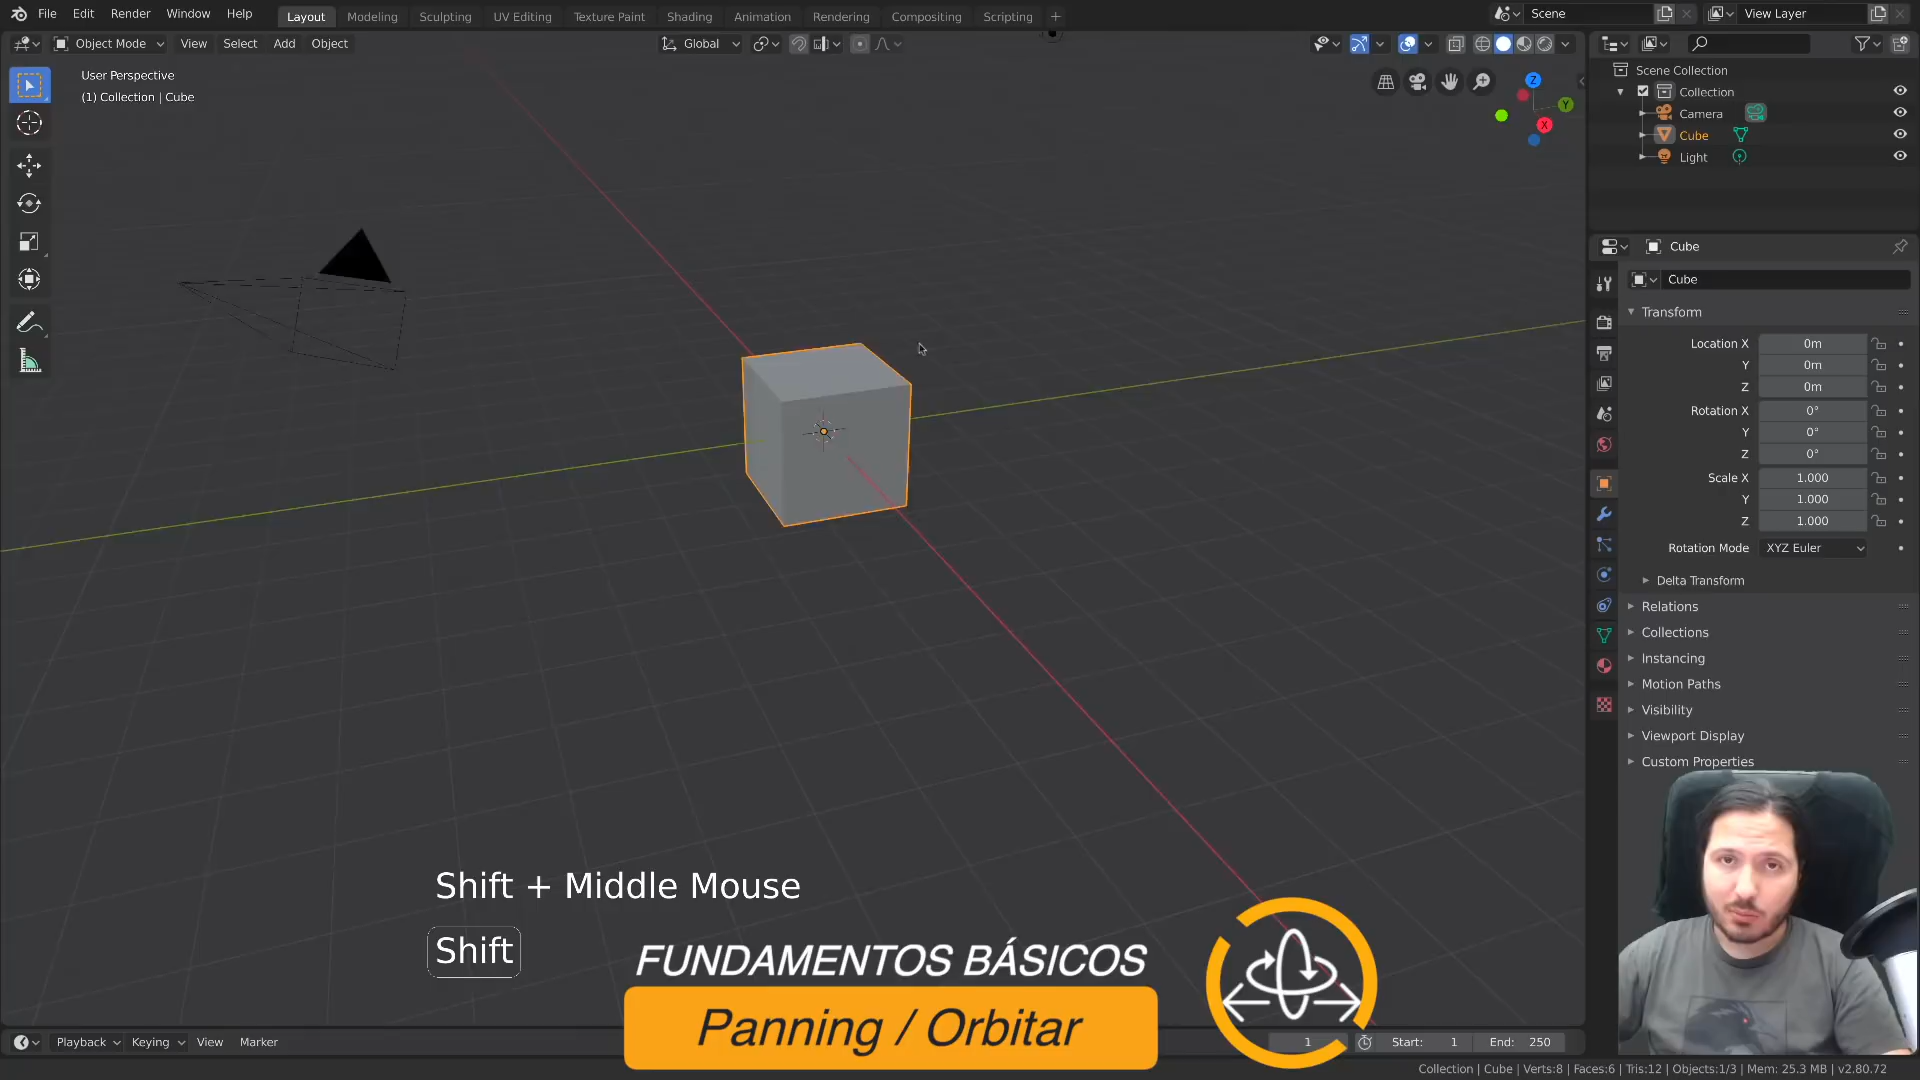 File Edit Render Window Help Layout Modeling Sculpting UV Editing Texture Paint Shading Animation Rendering Compositing Scripting + Scene View Layer
Object Mode View Select Add Object Global
User Perspective
(1) Collection | Cube
Z
Y
X
Scene Collection
Collection
Camera
Cube
Light
Cube
Cube
Transform
Location X 0m
Y 0m
Z 0m
Rotation X 0°
Y 0°
Z 0°
Scale X 1.000
Y 1.000
Z 1.000
Rotation Mode XYZ Euler
Delta Transform
Relations
Collections
Instancing
Motion Paths
Visibility
Viewport Display
Custom Properties
Shift + Middle Mouse
Shift
FUNDAMENTOS BÁSICOS
Panning / Orbitar
Playback Keying View Marker 1 Start: 1 End: 250
Collection | Cube | Verts:8 | Faces:6 | Tris:12 | Objects:1/3 | Mem: 25.3 MB | v2.80.72